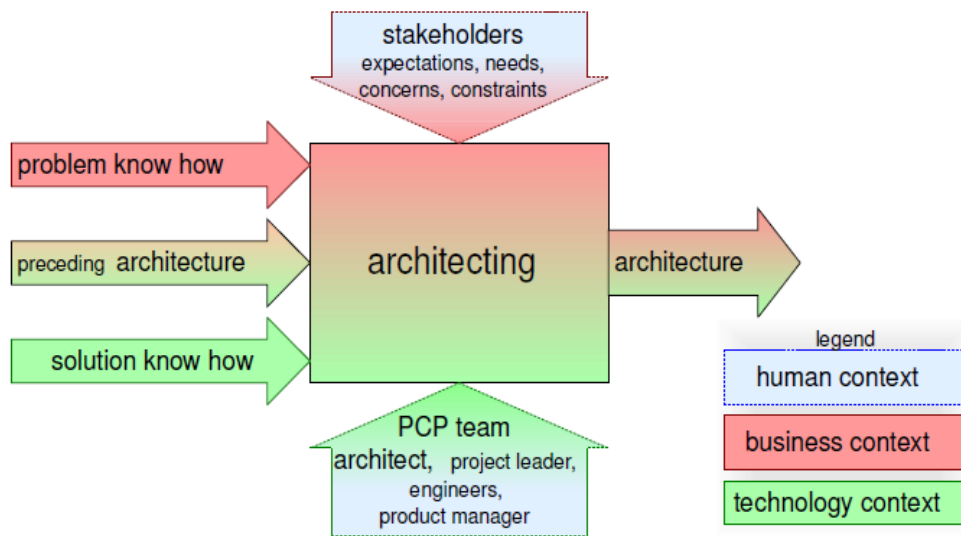 stakeholders
expectations, needs,
concerns, constraints
problem know how
preceding architecture
solution know how
architecting
architecture
PCP team
architect, project leader,
engineers,
product manager
legend
human context
business context
technology context